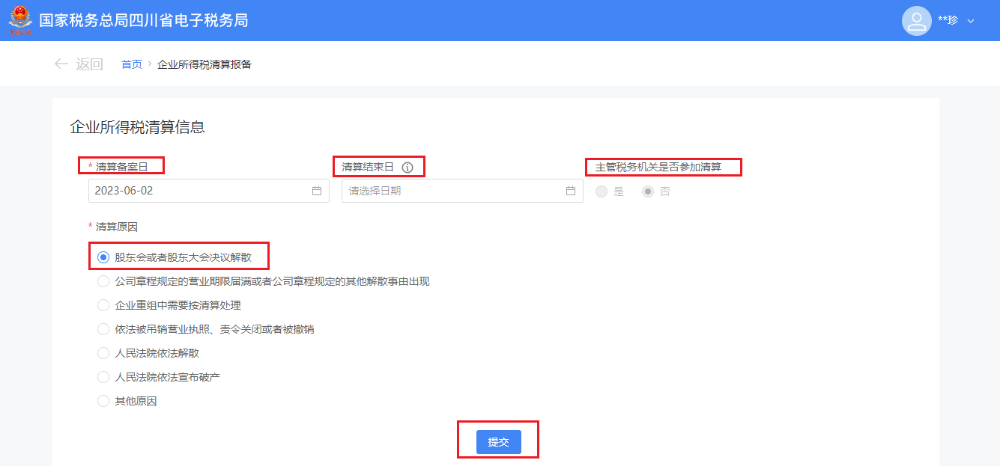 国家税务总局四川省电子税务局
**珍
返回 首页 > 企业所得税清算报备
企业所得税清算信息
* 清算备案日 清算结束日 主管税务机关是否参加清算
2023-06-02 请选择日期 是 否
* 清算原因
股东会或者股东大会决议解散
公司章程规定的营业期限届满或者公司章程规定的其他解散事由出现
企业重组中需要按清算处理
依法被吊销营业执照、责令关闭或者被撤销
人民法院依法解散
人民法院依法宣布破产
其他原因
提交